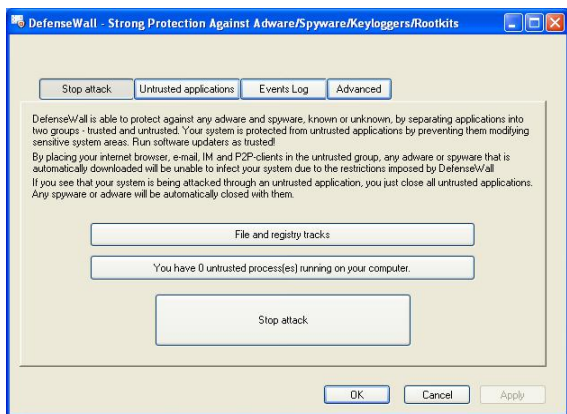 DefenseWall - Strong Protection Against Adware/Spyware/Keyloggers/Rootkits
Stop attack
Untrusted applications
Events Log
Advanced
DefenseWall is able to protect against any adware and spyware, known or unknown, by separating applications into
two groups - trusted and untrusted. Your system is protected from untrusted applications by preventing them modifying
sensitive system areas. Run software updaters as trusted!
By placing your internet browser, e-mail, IM and P2P-clients in the untrusted group, any adware or spyware that is
automatically downloaded will be unable to infect your system due to the restrictions imposed by DefenseWall
If you see that your system is being attacked through an untrusted application, you just close all untrusted applications.
Any spyware or adware will be automatically closed with them.
File and registry tracks
You have 0 untrusted process(es) running on your computer.
Stop attack
OK
Cancel
Apply